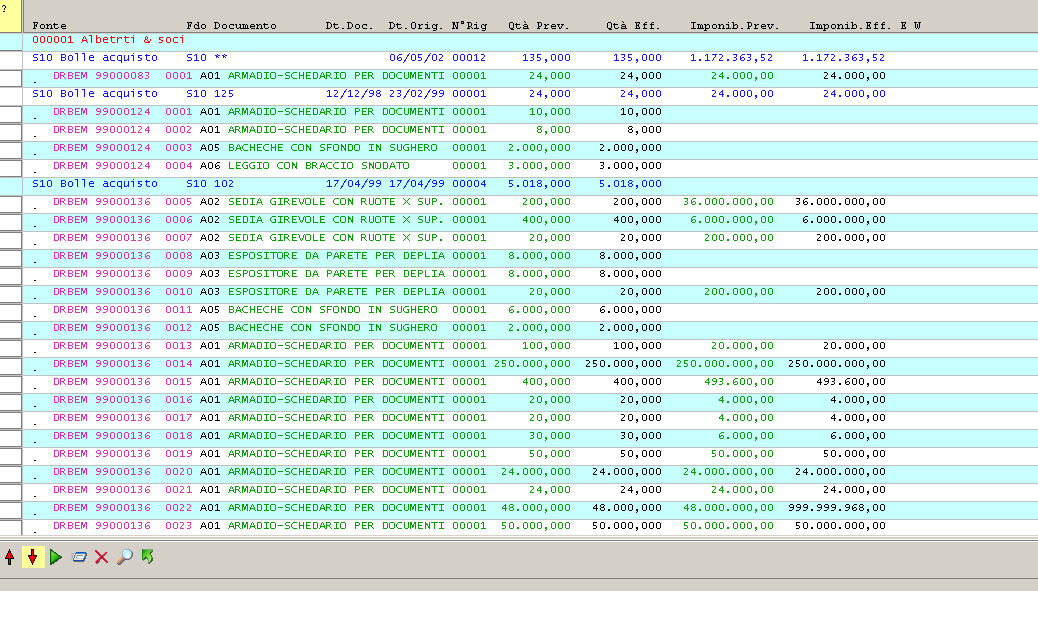 ?
Fonte Fdo Documento Dt.Doc. Dt.Orig. N°Rig Qtà Prev. Qtà Eff. Imponib.Prev. Imponib.Eff. E W
000001 Albetrti & soci
S10 Bolle acquisto S10 ** 06/05/02 00012 135,000 135,000 1.172.363,52 1.172.363,52
. DRBEM 99000083 0001 A01 ARMADIO-SCHEDARIO PER DOCUMENTI 00001 24,000 24,000 24.000,00 24.000,00
S10 Bolle acquisto S10 125 12/12/98 23/02/99 00001 24,000 24,000 24.000,00 24.000,00
. DRBEM 99000124 0001 A01 ARMADIO-SCHEDARIO PER DOCUMENTI 00001 10,000 10,000
. DRBEM 99000124 0002 A01 ARMADIO-SCHEDARIO PER DOCUMENTI 00001 8,000 8,000
. DRBEM 99000124 0003 A05 BACHECHE CON SFONDO IN SUGHERO 00001 2.000,000 2.000,000
. DRBEM 99000124 0004 A06 LEGGIO CON BRACCIO SNODATO 00001 3.000,000 3.000,000
S10 Bolle acquisto S10 102 17/04/99 17/04/99 00004 5.018,000 5.018,000
. DRBEM 99000136 0005 A02 SEDIA GIREVOLE CON RUOTE X SUP. 00001 200,000 200,000 36.000.000,00 36.000.000,00
. DRBEM 99000136 0006 A02 SEDIA GIREVOLE CON RUOTE X SUP. 00001 400,000 400,000 6.000.000,00 6.000.000,00
. DRBEM 99000136 0007 A02 SEDIA GIREVOLE CON RUOTE X SUP. 00001 20,000 20,000 200.000,00 200.000,00
. DRBEM 99000136 0008 A03 ESPOSITORE DA PARETE PER DEPLIA 00001 8.000,000 8.000,000
. DRBEM 99000136 0009 A03 ESPOSITORE DA PARETE PER DEPLIA 00001 8.000,000 8.000,000
. DRBEM 99000136 0010 A03 ESPOSITORE DA PARETE PER DEPLIA 00001 20,000 20,000 200.000,00 200.000,00
. DRBEM 99000136 0011 A05 BACHECHE CON SFONDO IN SUGHERO 00001 6.000,000 6.000,000
. DRBEM 99000136 0012 A05 BACHECHE CON SFONDO IN SUGHERO 00001 2.000,000 2.000,000
. DRBEM 99000136 0013 A01 ARMADIO-SCHEDARIO PER DOCUMENTI 00001 100,000 100,000 20.000,00 20.000,00
. DRBEM 99000136 0014 A01 ARMADIO-SCHEDARIO PER DOCUMENTI 00001 250.000,000 250.000,000 250.000.000,00 250.000.000,00
. DRBEM 99000136 0015 A01 ARMADIO-SCHEDARIO PER DOCUMENTI 00001 400,000 400,000 493.600,00 493.600,00
. DRBEM 99000136 0016 A01 ARMADIO-SCHEDARIO PER DOCUMENTI 00001 20,000 20,000 4.000,00 4.000,00
. DRBEM 99000136 0017 A01 ARMADIO-SCHEDARIO PER DOCUMENTI 00001 20,000 20,000 4.000,00 4.000,00
. DRBEM 99000136 0018 A01 ARMADIO-SCHEDARIO PER DOCUMENTI 00001 30,000 30,000 6.000,00 6.000,00
. DRBEM 99000136 0019 A01 ARMADIO-SCHEDARIO PER DOCUMENTI 00001 50,000 50,000 50.000,00 50.000,00
. DRBEM 99000136 0020 A01 ARMADIO-SCHEDARIO PER DOCUMENTI 00001 24.000,000 24.000,000 24.000.000,00 24.000.000,00
. DRBEM 99000136 0021 A01 ARMADIO-SCHEDARIO PER DOCUMENTI 00001 24,000 24,000 24.000,00 24.000,00
. DRBEM 99000136 0022 A01 ARMADIO-SCHEDARIO PER DOCUMENTI 00001 48.000,000 48.000,000 48.000.000,00 999.999.968,00
. DRBEM 99000136 0023 A01 ARMADIO-SCHEDARIO PER DOCUMENTI 00001 50.000,000 50.000,000 50.000.000,00 50.000.000,00